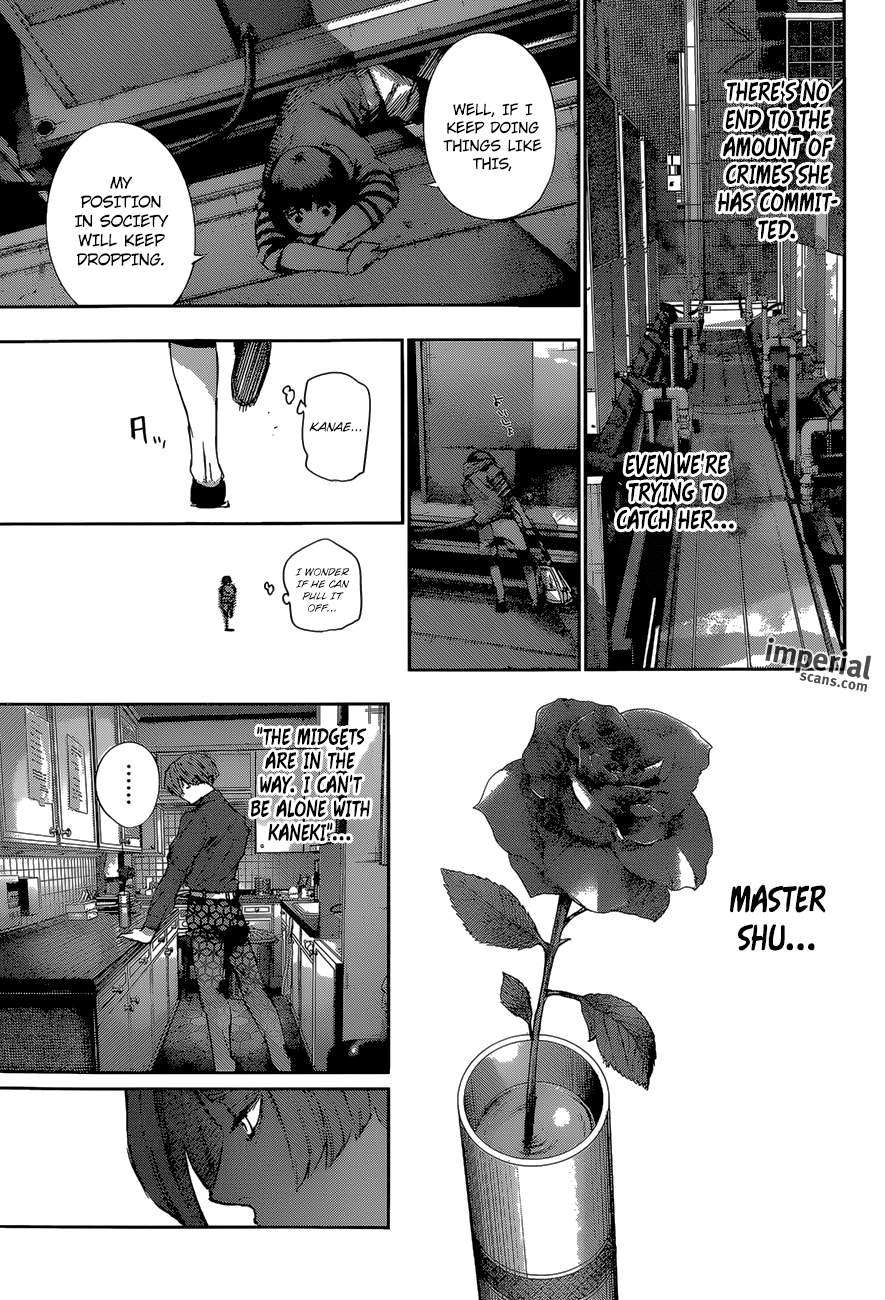 THERE'S NO
END TO THE
AMOUNT OF
CRIMES SHE
HAS COMMIT-
TED.
WELL, IF I
KEEP DOING
THINGS LIKE
THIS,
MY
POSITION
IN SOCIETY
WILL KEEP
DROPPING.
EVEN WE'RE
TRYING TO
CATCH HER...
KANAE...
I WONDER
IF HE CAN
PULL IT
OFF...
imperial
scans.com
MASTER
SHU...
"THE MIDGETS
ARE IN THE
WAY. I CAN'T
BE ALONE WITH
KANEKI"...